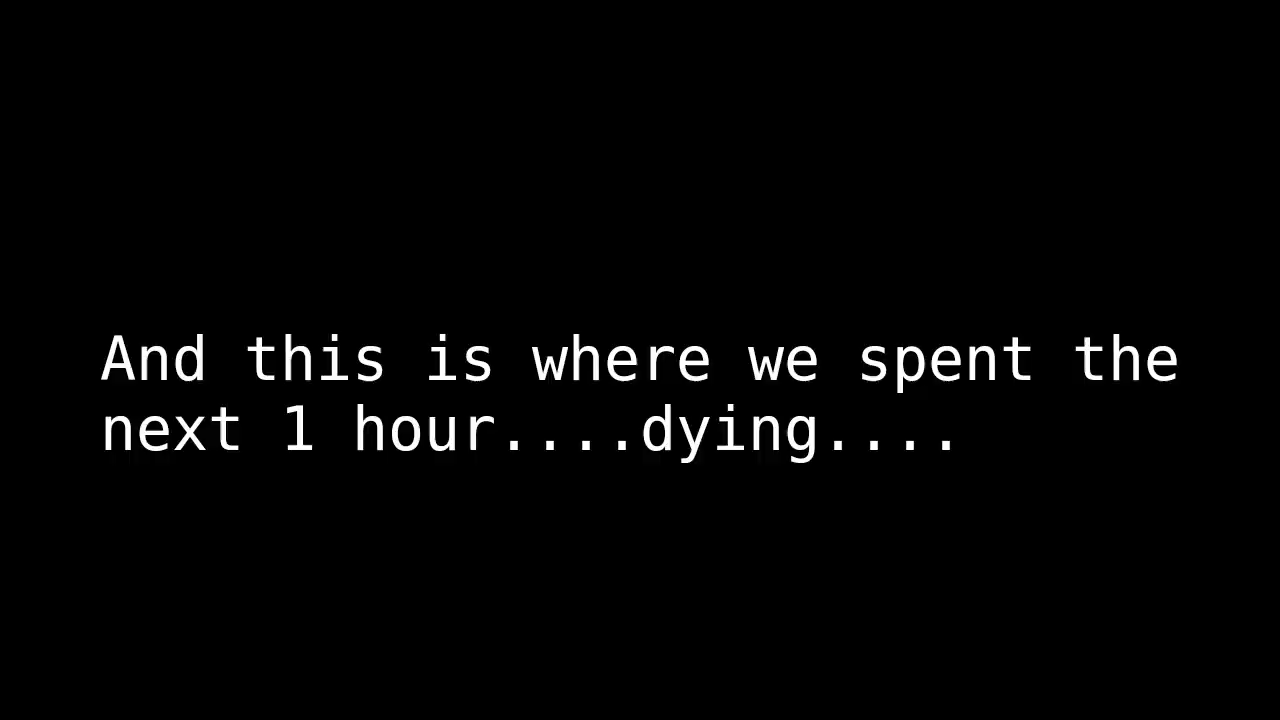 And this is where we spent the
next 1 hour....dying....